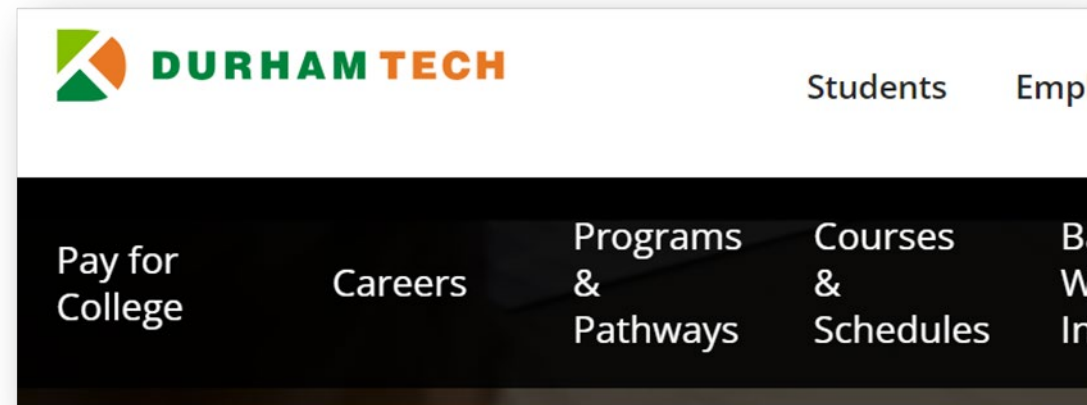 DURHAM TECH
Students
Pay for
College
Careers
Programs
&
Pathways
Courses
&
Schedules